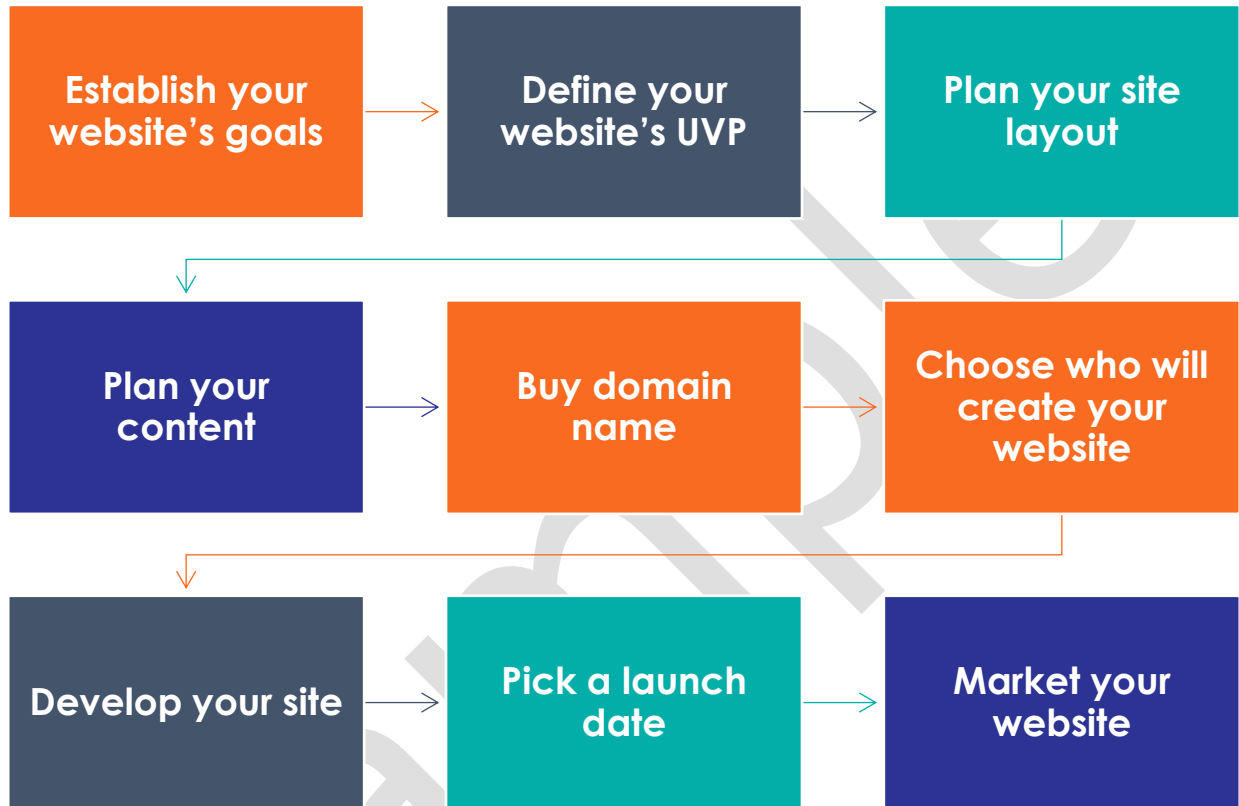 Establish your
website’s goals
Define your
website’s UVP
Plan your site
layout
Plan your
content
Buy domain
name
Choose who will
create your
website
Develop your site
Pick a launch
date
Market your
website